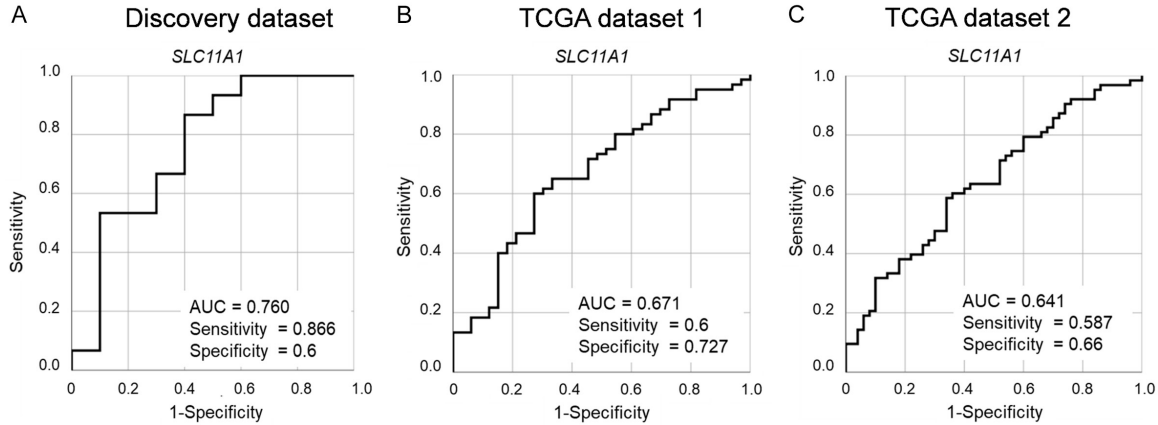 A
Discovery dataset
SLC11A1
1.0
0.8
0.6
0.4
0.2
0.0
Sensitivity
AUC = 0.760
Sensitivity = 0.866
Specificity = 0.6
0
0.2
0.4
0.6
0.8
1.0
1-Specificity
B
TCGA dataset 1
SLC11A1
1.0
0.8
0.6
0.4
0.2
0.0
Sensitivity
AUC = 0.671
Sensitivity = 0.6
Specificity = 0.727
0
0.2
0.4
0.6
0.8
1.0
1-Specificity
C
TCGA dataset 2
SLC11A1
1.0
0.8
0.6
0.4
0.2
0.0
Sensitivity
AUC = 0.641
Sensitivity = 0.587
Specificity = 0.66
0
0.2
0.4
0.6
0.8
1.0
1-Specificity